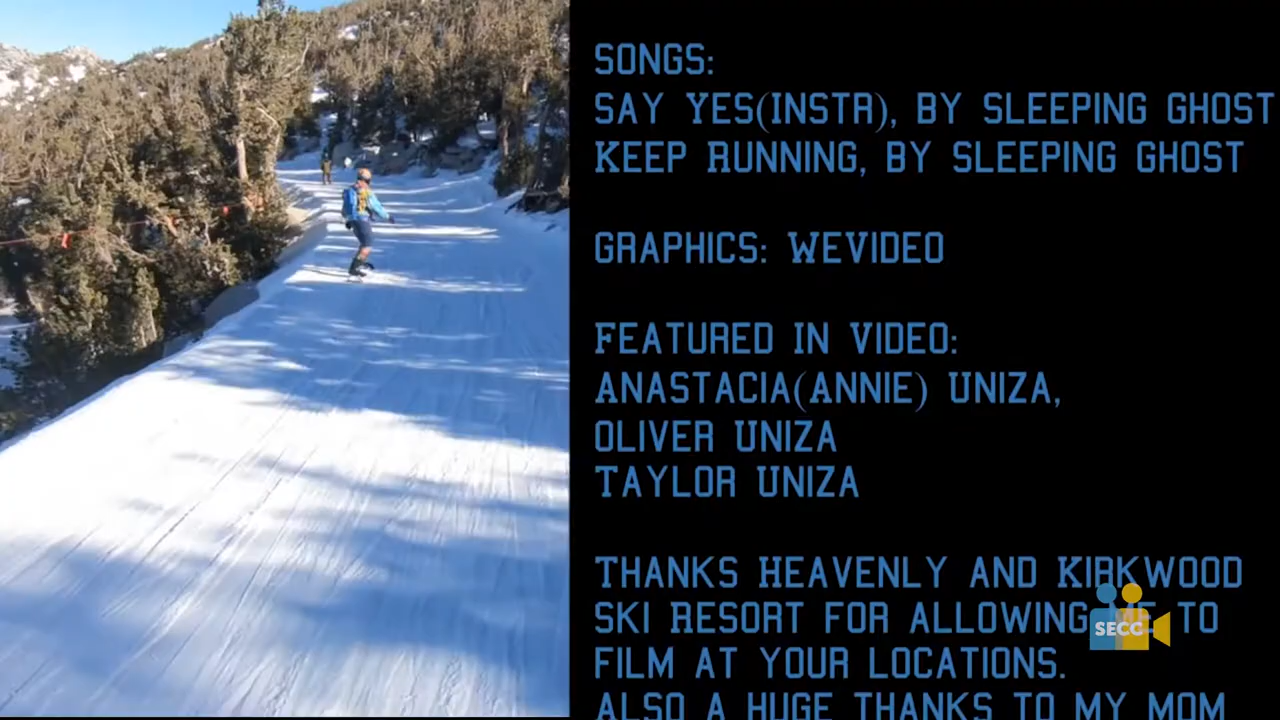 SONGS:
SAY YES(INSTR), BY SLEEPING GHOST
KEEP RUNNING, BY SLEEPING GHOST
GRAPHICS: WEVIDEO
FEATURED IN VIDEO:
ANASTACIA(ANNIE) UNIZA,
OLIVER UNIZA
TAYLOR UNIZA
THANKS HEAVENLY AND KIRKWOOD
SKI RESORT FOR ALLOWING ME TO
FILM AT YOUR LOCATIONS.
ALSO A HUGE THANKS TO MY MOM
SECC